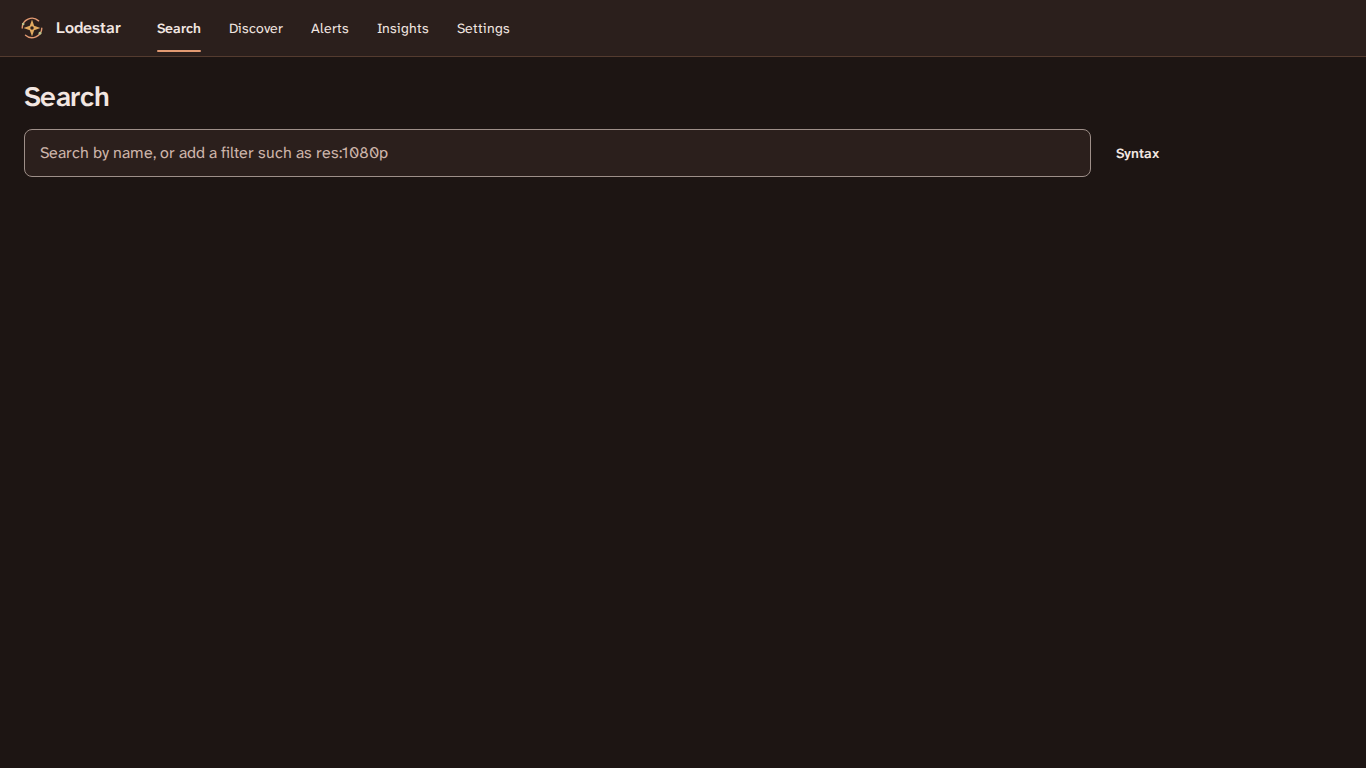 Lodestar Search Discover Alerts Insights Settings
Search
Search by name, or add a filter such as res:1080p Syntax